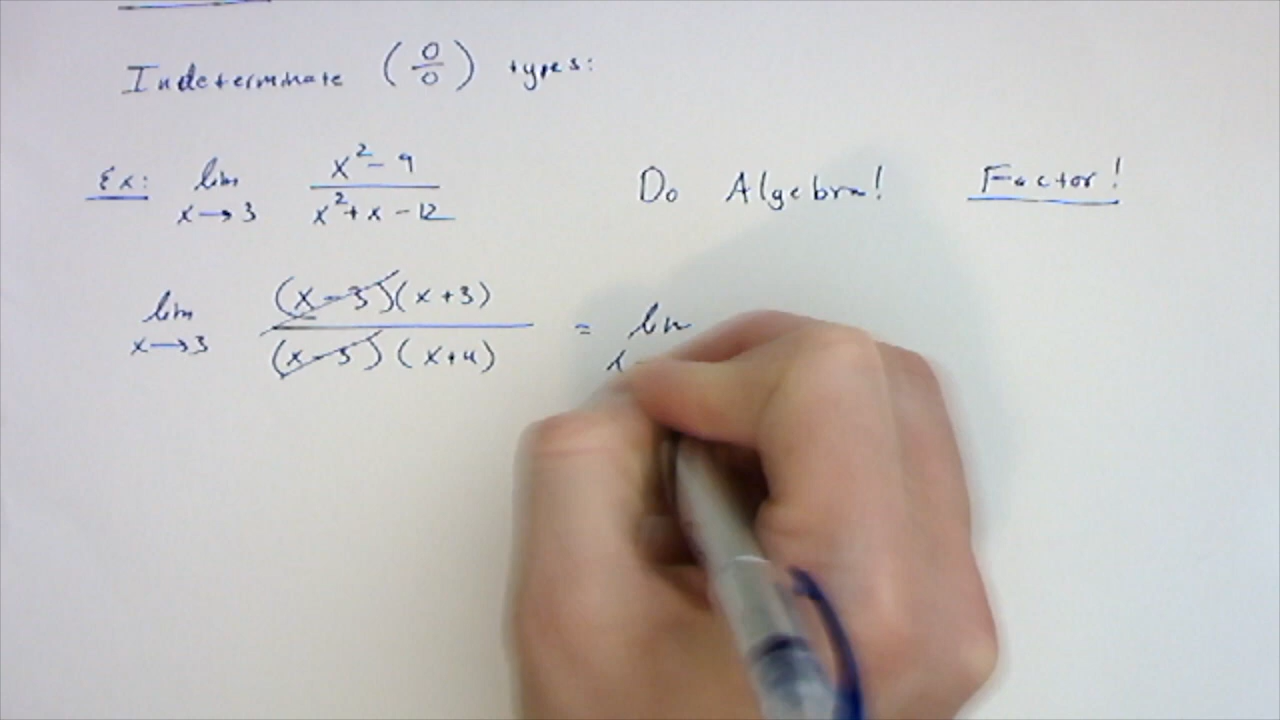 Indeterminate (0/0) types:
Ex: lim x→3 (x² - 9)/(x² + x - 12) Do Algebra! Factor!
lim x→3 ((x - 3)(x + 3))/((x - 3)(x + 4)) = lim x